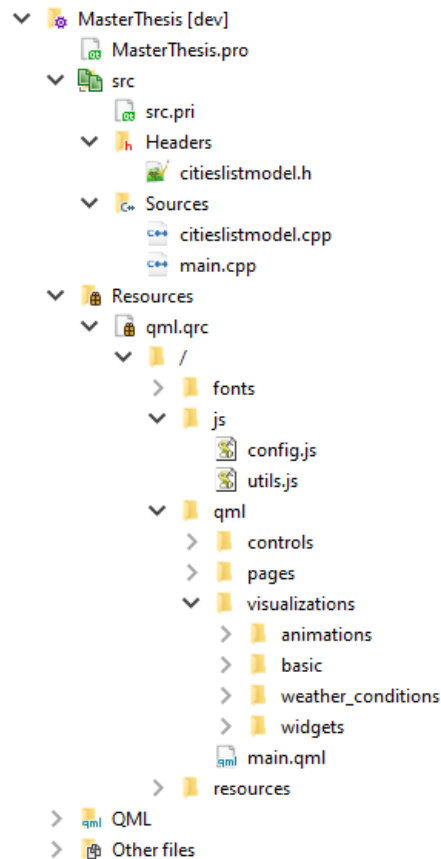 MasterThesis [dev]
MasterThesis.pro
src
src.pri
Headers
citieslistmodel.h
Sources
citieslistmodel.cpp
main.cpp
Resources
qml.qrc
/
fonts
js
config.js
utils.js
qml
controls
pages
visualizations
animations
basic
weather_conditions
widgets
main.qml
resources
QML
Other files